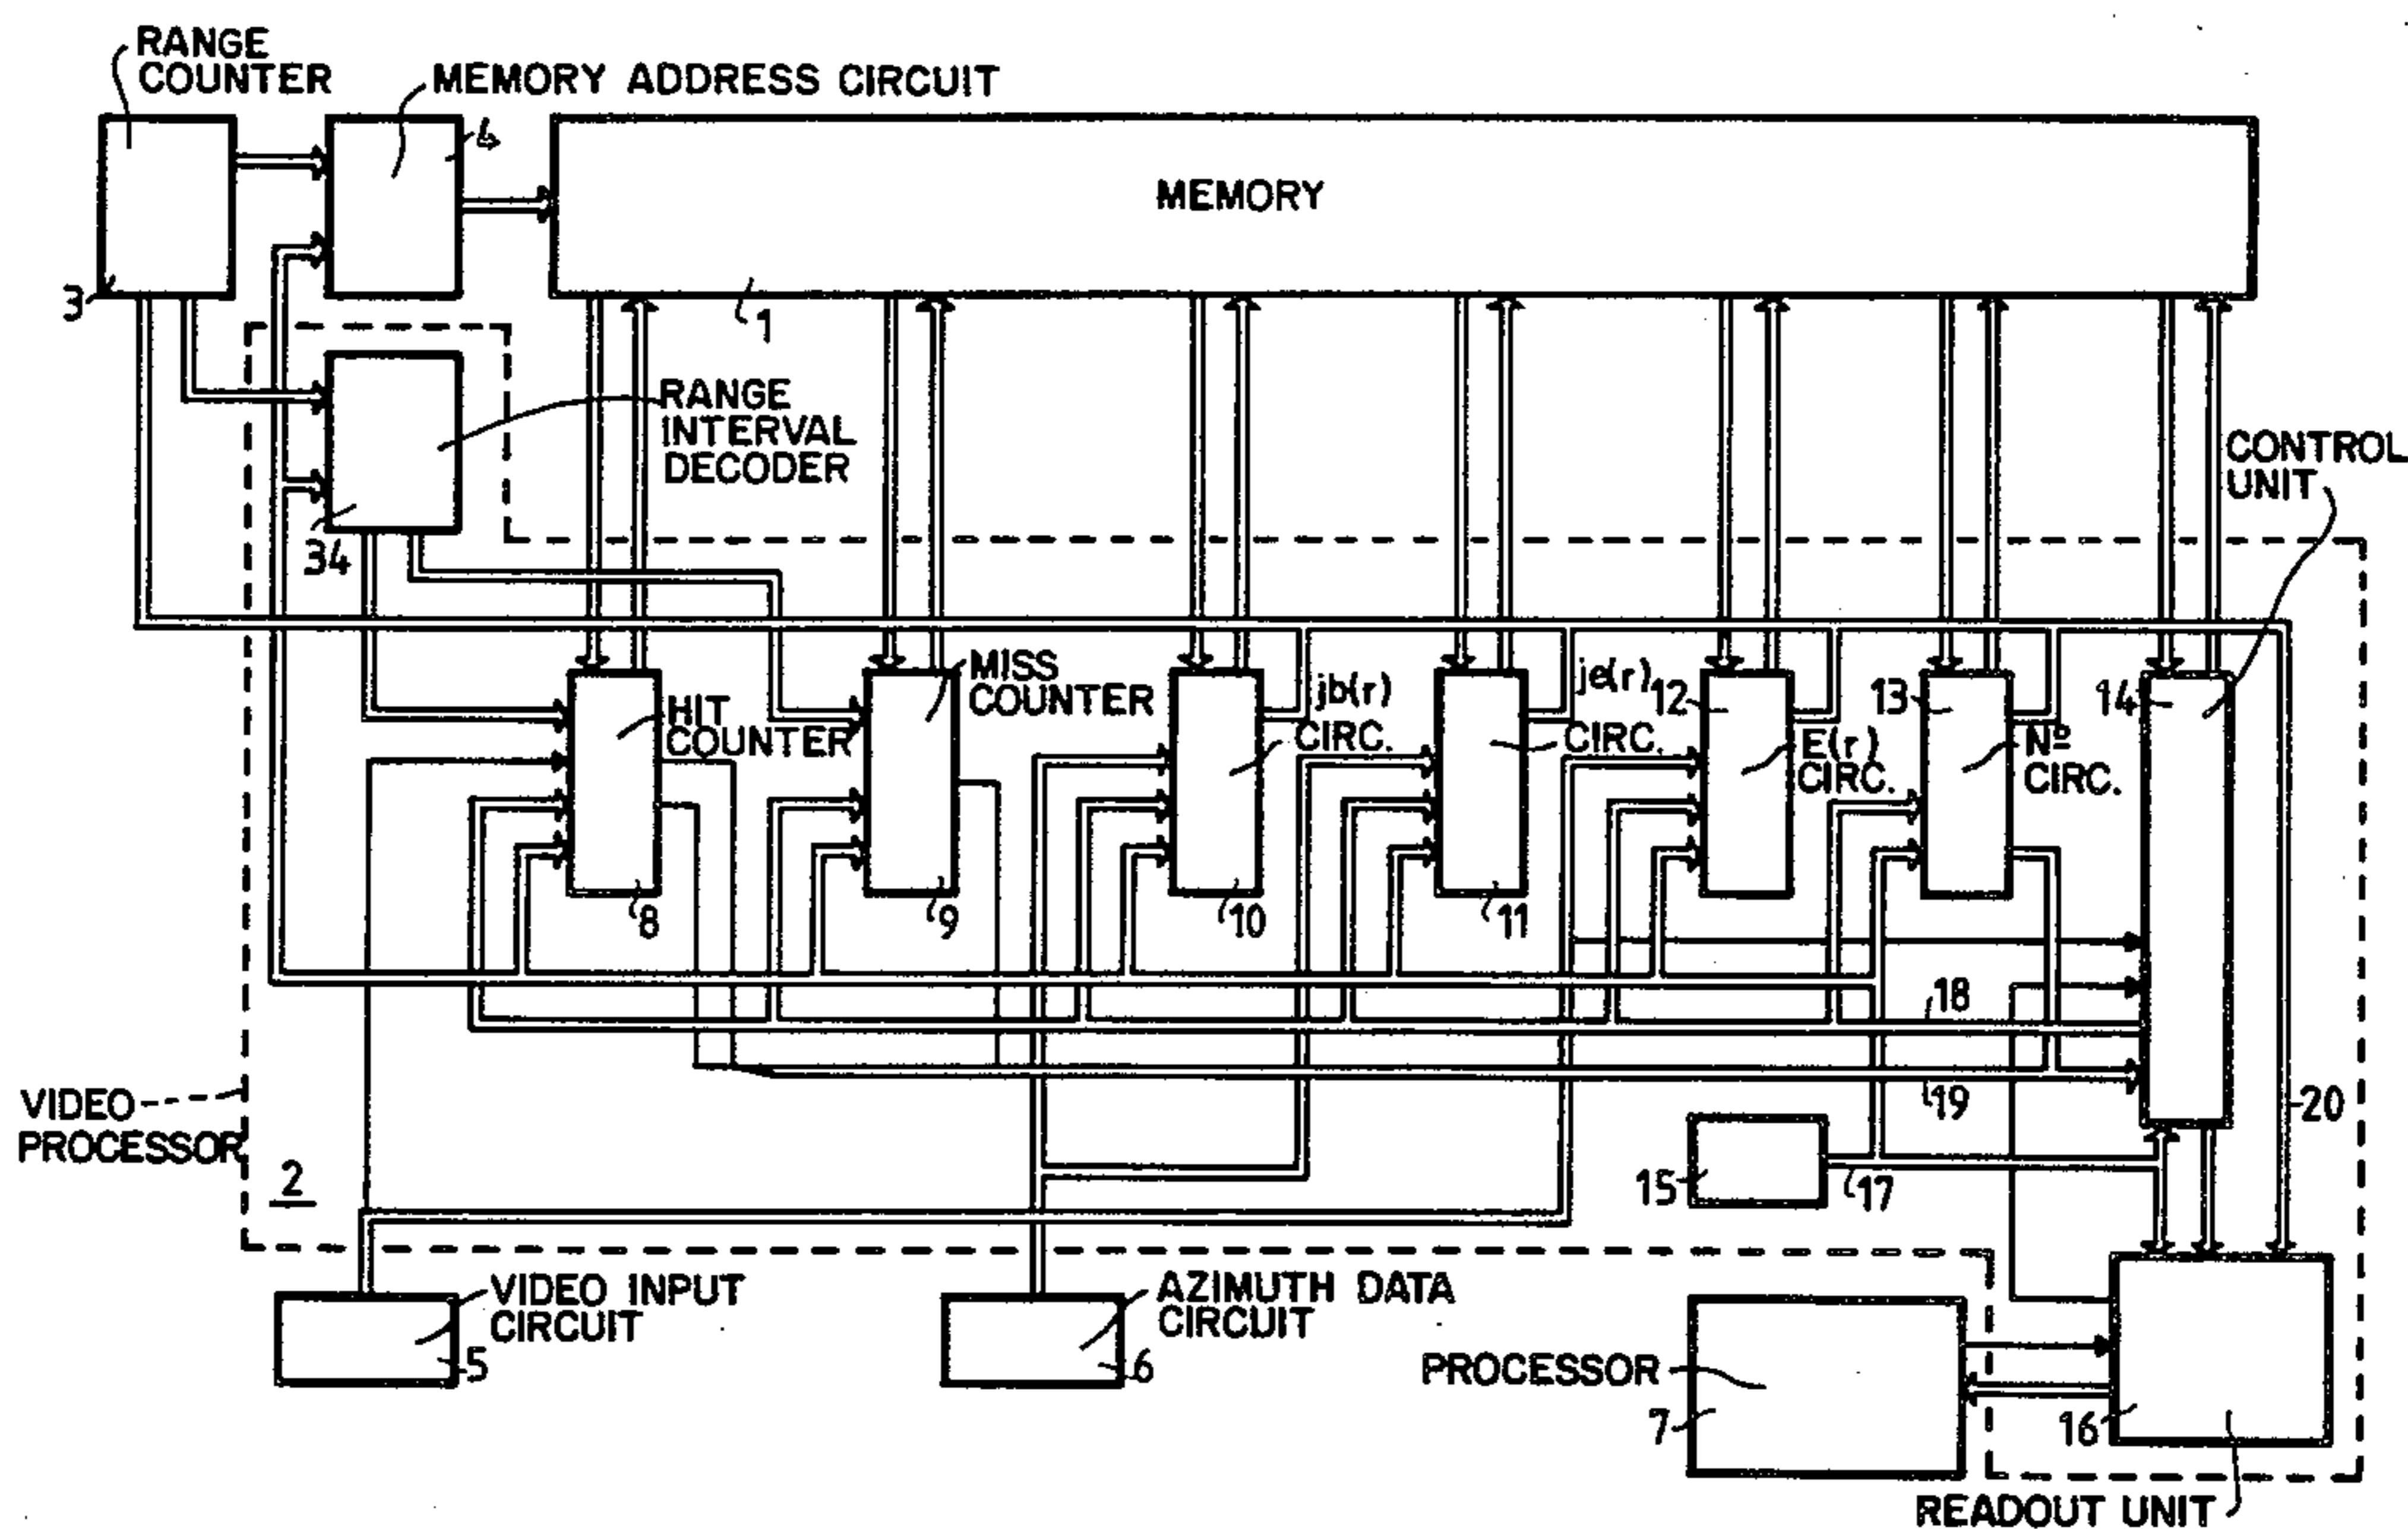 RANGE
COUNTER
MEMORY ADDRESS CIRCUIT
4
MEMORY
3
1
RANGE
INTERVAL
DECODER
34
CONTROL
UNIT
HIT
COUNTER
8
MISS
COUNTER
9
jb(r)
CIRC.
10
je(r)
CIRC.
11
12
E(r)
CIRC.
13
Nº
CIRC.
14
18
19
20
VIDEO
PROCESSOR
2
15
17
VIDEO INPUT
CIRCUIT
5
AZIMUTH DATA
CIRCUIT
6
PROCESSOR
7
16
READOUT UNIT